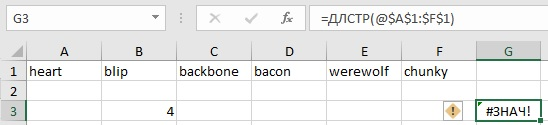 G3 fx =ДЛСТР(@$A$1:$F$1)
A B C D E F G
1 heart blip backbone bacon werewolf chunky
2
3 4 #ЗНАЧ!